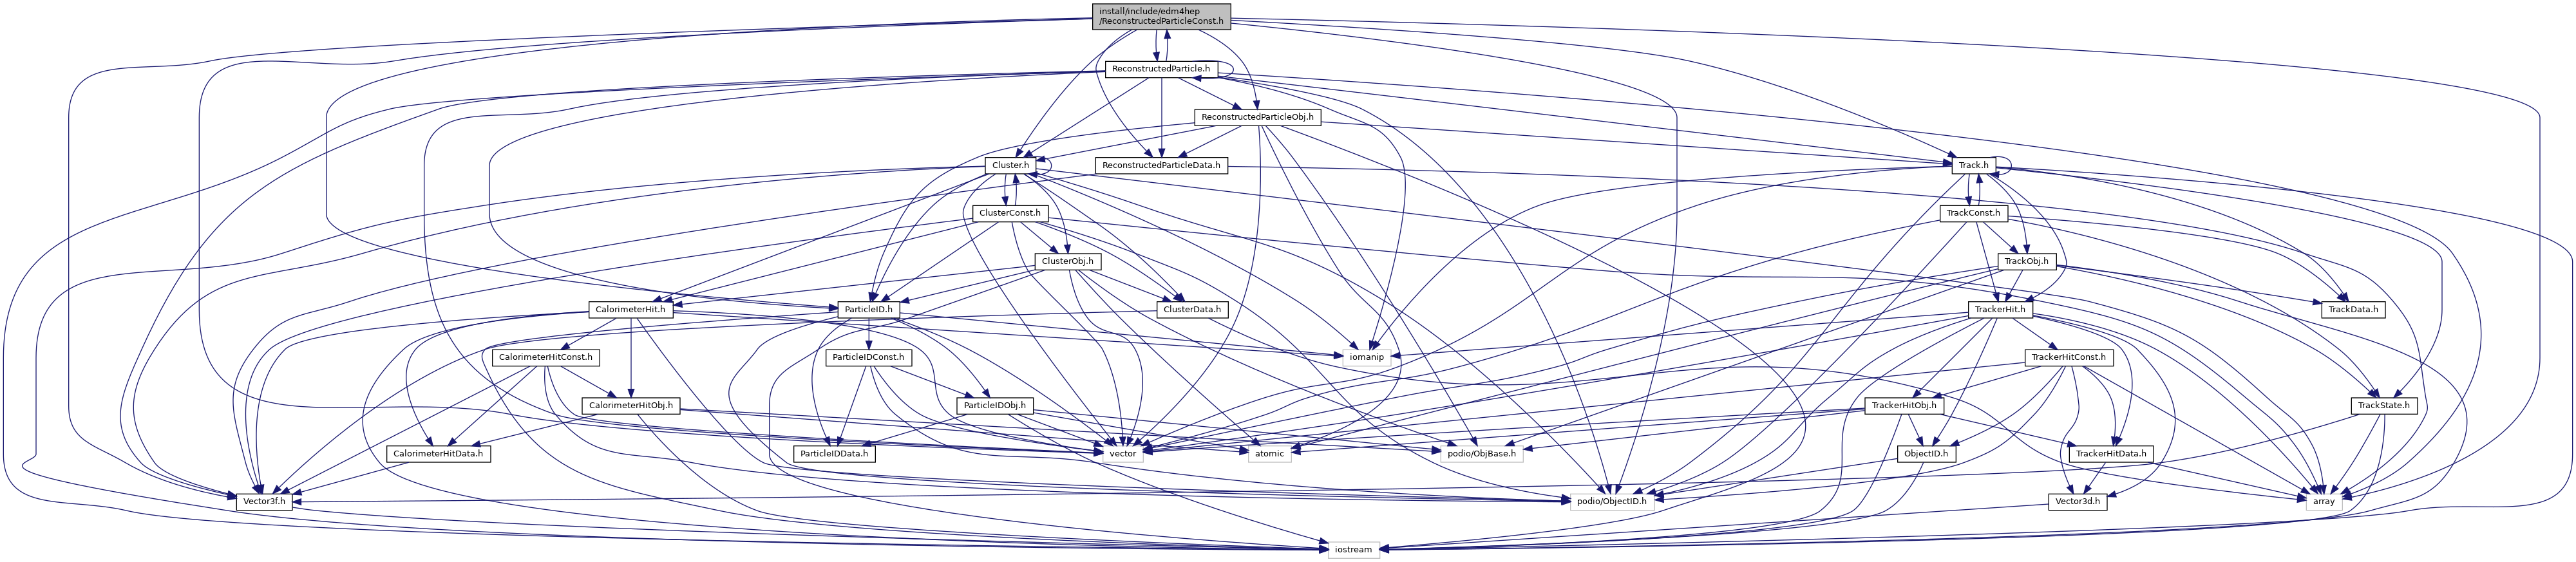 install/include/edm4hep
/ReconstructedParticleConst.h
ReconstructedParticle.h
ReconstructedParticleObj.h
Cluster.h
ReconstructedParticleData.h
Track.h
ClusterConst.h
TrackConst.h
ClusterObj.h
TrackObj.h
CalorimeterHit.h
ParticleID.h
ClusterData.h
TrackerHit.h
TrackData.h
CalorimeterHitConst.h
ParticleIDConst.h
iomanip
TrackerHitConst.h
CalorimeterHitObj.h
ParticleIDObj.h
TrackerHitObj.h
TrackState.h
CalorimeterHitData.h
ParticleIDData.h
vector
atomic
podio/ObjBase.h
ObjectID.h
TrackerHitData.h
Vector3f.h
podio/ObjectID.h
Vector3d.h
array
iostream